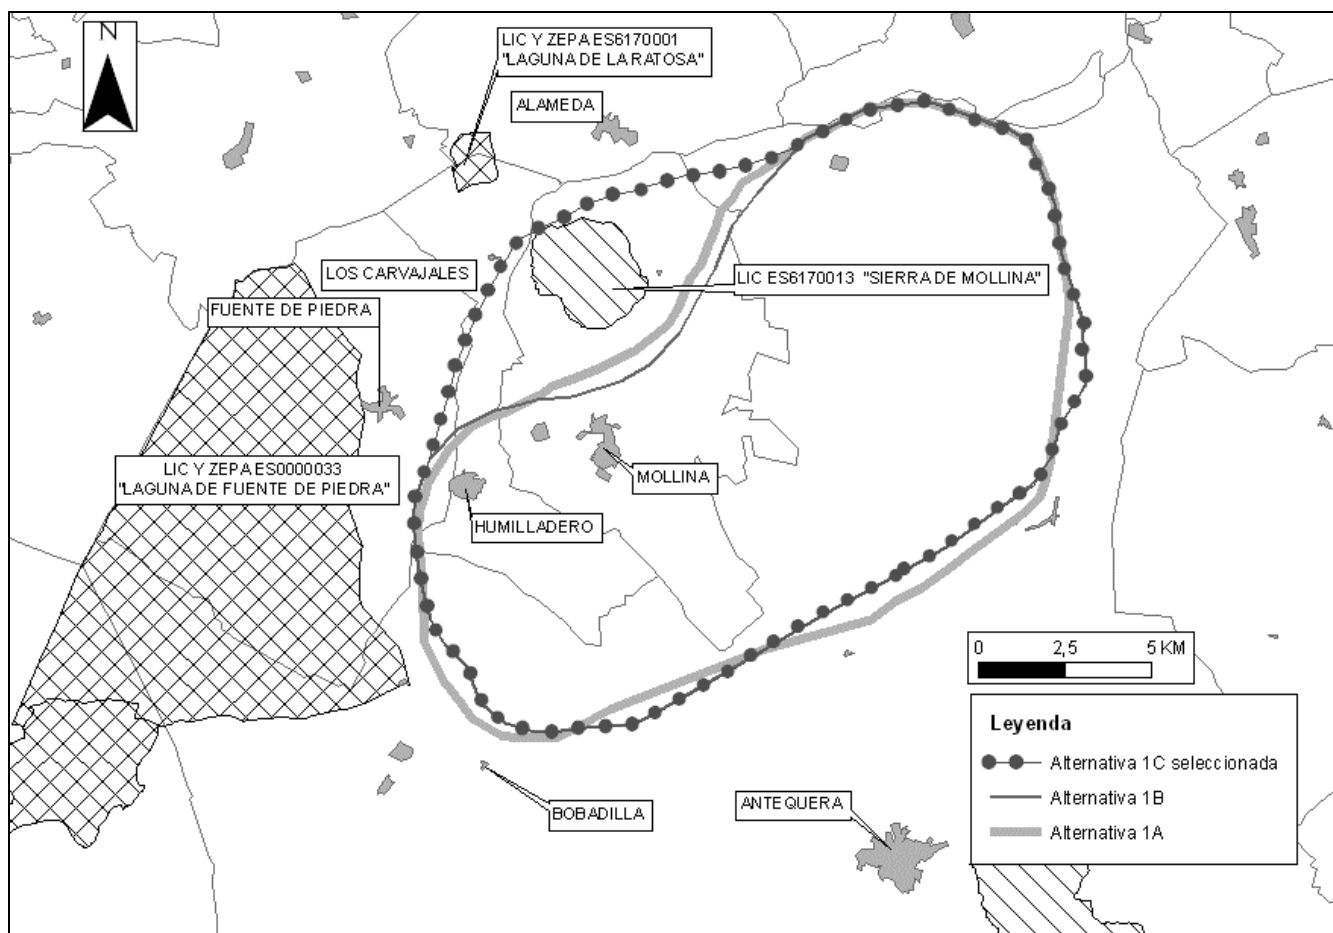 N
LIC Y ZEPA ES6170001
"LAGUNA DE LA RATOSA"
ALAMEDA
LOS CARVAJALES
LIC ES6170013 "SIERRA DE MOLLINA"
FUENTE DE PIEDRA
LIC Y ZEPA ES0000033
"LAGUNA DE FUENTE DE PIEDRA"
MOLLINA
HUMILLADERO
0 2,5 5 KM
Leyenda
Alternativa 1C seleccionada
Alternativa 1B
Alternativa 1A
ANTEQUERA
BOBADILLA